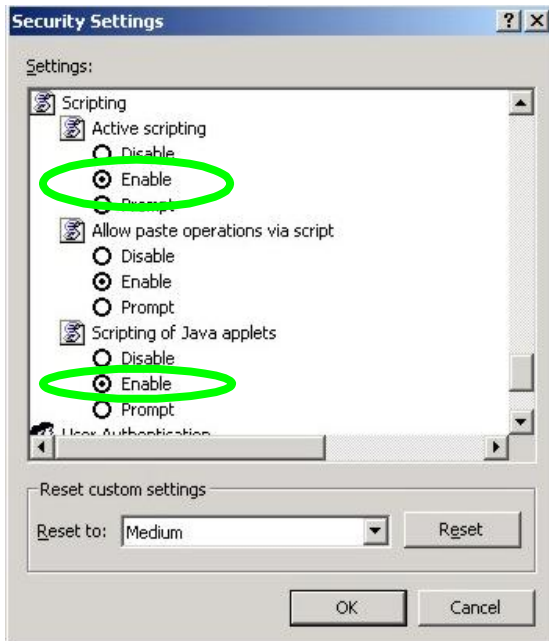 Security Settings
Settings:
Scripting
Active scripting
Disable
Enable
Prompt
Allow paste operations via script
Disable
Enable
Prompt
Scripting of Java applets
Disable
Enable
Prompt
User Authentication
Reset custom settings
Reset to: Medium Reset
OK Cancel